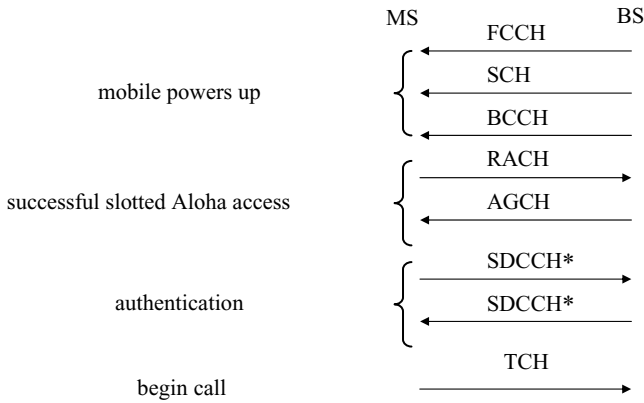 MS BS
FCCH
SCH
mobile powers up
BCCH
RACH
successful slotted Aloha access
AGCH
SDCCH*
authentication
SDCCH*
TCH
begin call